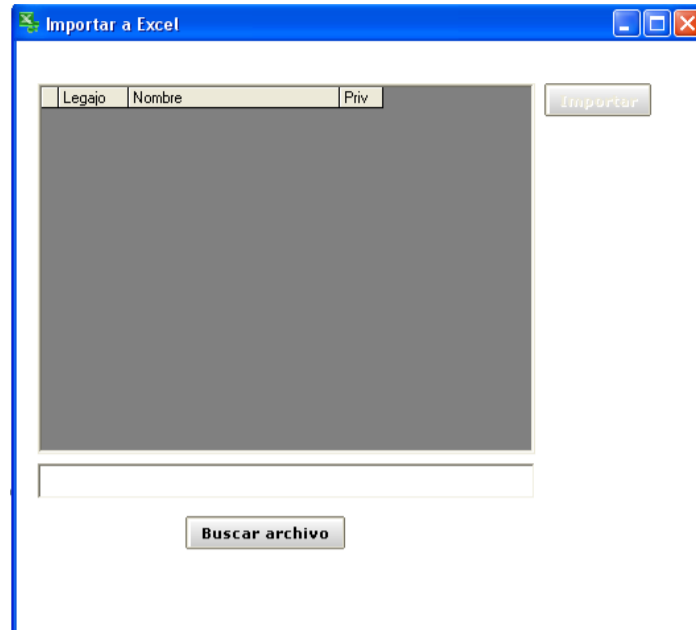 Importar a Excel
Legajo Nombre Priv
Importar
Buscar archivo